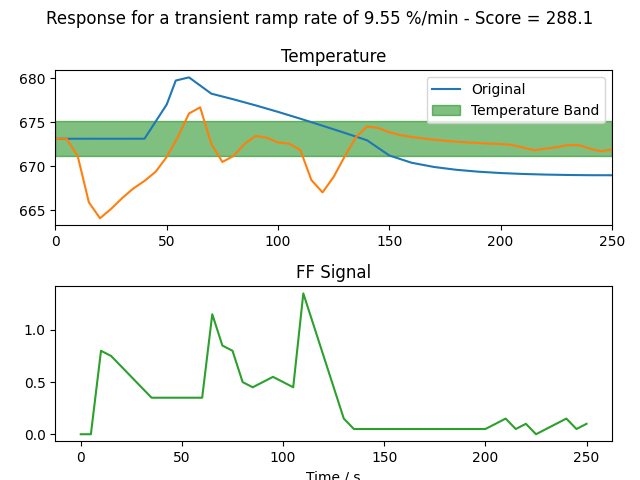 Response for a transient ramp rate of 9.55 %/min - Score = 288.1
Temperature
680
675
670
665
Original
Temperature Band
0 50 100 150 200 250
FF Signal
1.0
0.5
0.0
0 50 100 150 200 250
Time / s